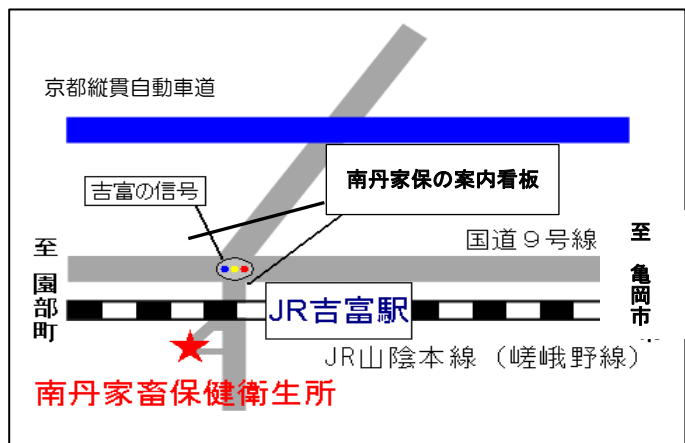 京都縦貫自動車道
南丹家保の案内看板
吉富の信号
国道９号線
至 園部町
至 亀岡市
JR吉富駅
JR山陰本線（嵯峨野線）
南丹家畜保健衛生所